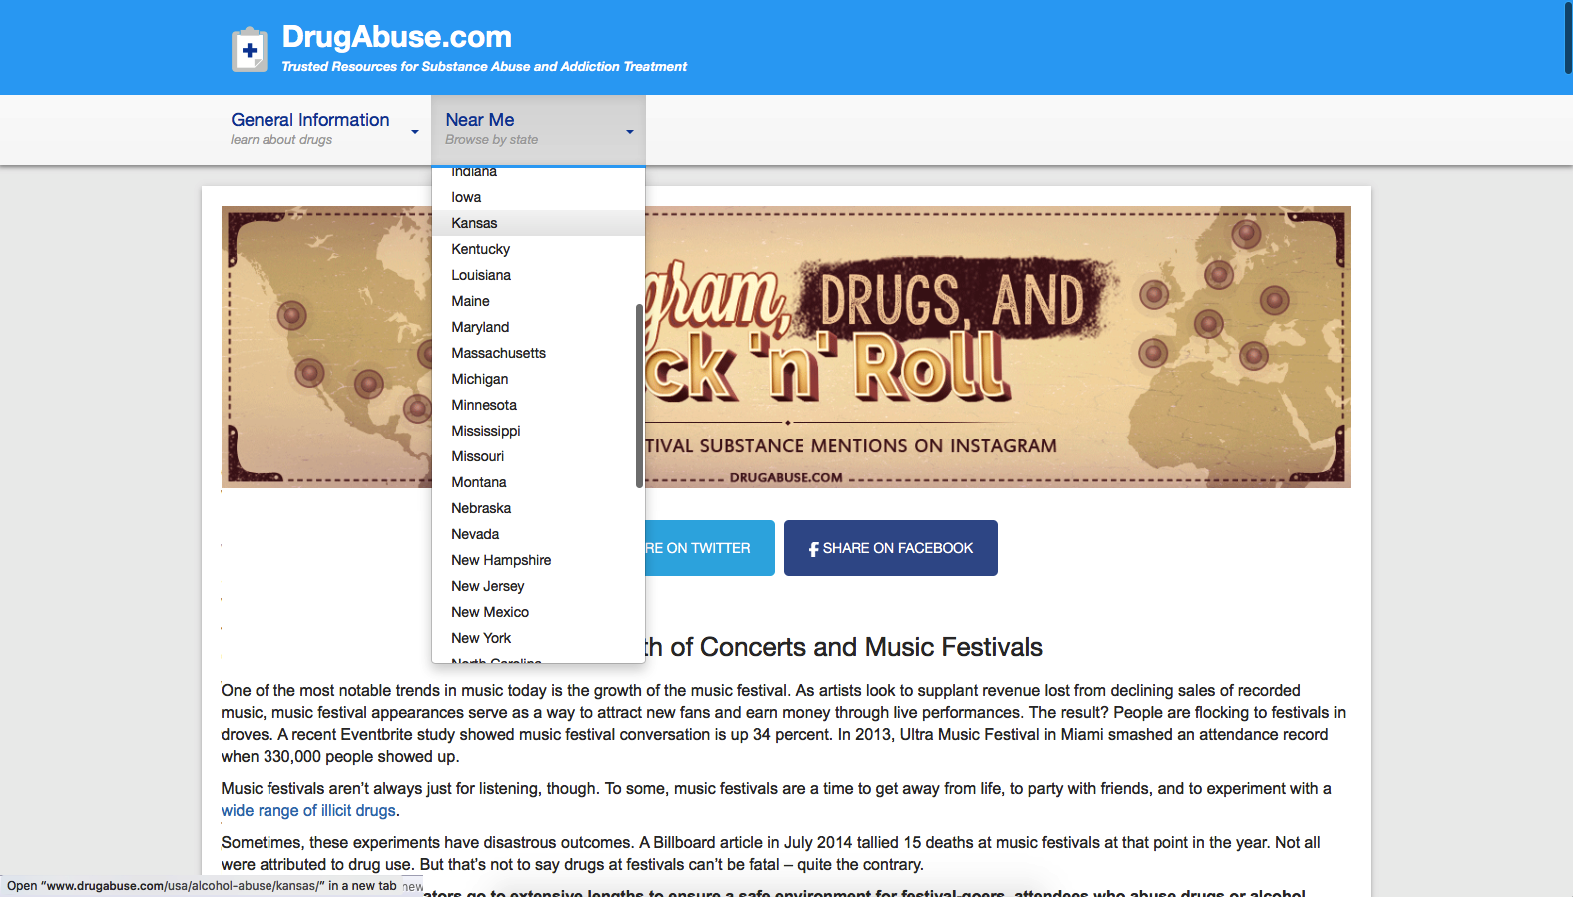 DrugAbuse.com
Trusted Resources for Substance Abuse and Addiction Treatment
General Information
learn about drugs
Near Me
Browse by state
Indiana
Iowa
Kansas
Kentucky
Louisiana
Maine
Maryland
Massachusetts
Michigan
Minnesota
Mississippi
Missouri
Montana
Nebraska
Nevada
New Hampshire
New Jersey
New Mexico
New York
North Carolina
gram, DRUGS, AND
ck 'n' Roll
TIVAL SUBSTANCE MENTIONS ON INSTAGRAM
DRUGABUSE.COM
RE ON TWITTER
SHARE ON FACEBOOK
th of Concerts and Music Festivals
One of the most notable trends in music today is the growth of the music festival. As artists look to supplant revenue lost from declining sales of recorded
music, music festival appearances serve as a way to attract new fans and earn money through live performances. The result? People are flocking to festivals in
droves. A recent Eventbrite study showed music festival conversation is up 34 percent. In 2013, Ultra Music Festival in Miami smashed an attendance record
when 330,000 people showed up.
Music festivals aren’t always just for listening, though. To some, music festivals are a time to get away from life, to party with friends, and to experiment with a
wide range of illicit drugs.
Sometimes, these experiments have disastrous outcomes. A Billboard article in July 2014 tallied 15 deaths at music festivals at that point in the year. Not all
were attributed to drug use. But that’s not to say drugs at festivals can’t be fatal – quite the contrary.
ators go to extensive lengths to ensure a safe environment for festival-goers, attendees who abuse drugs or alcohol
Open “www.drugabuse.com/usa/alcohol-abuse/kansas/” in a new tab new